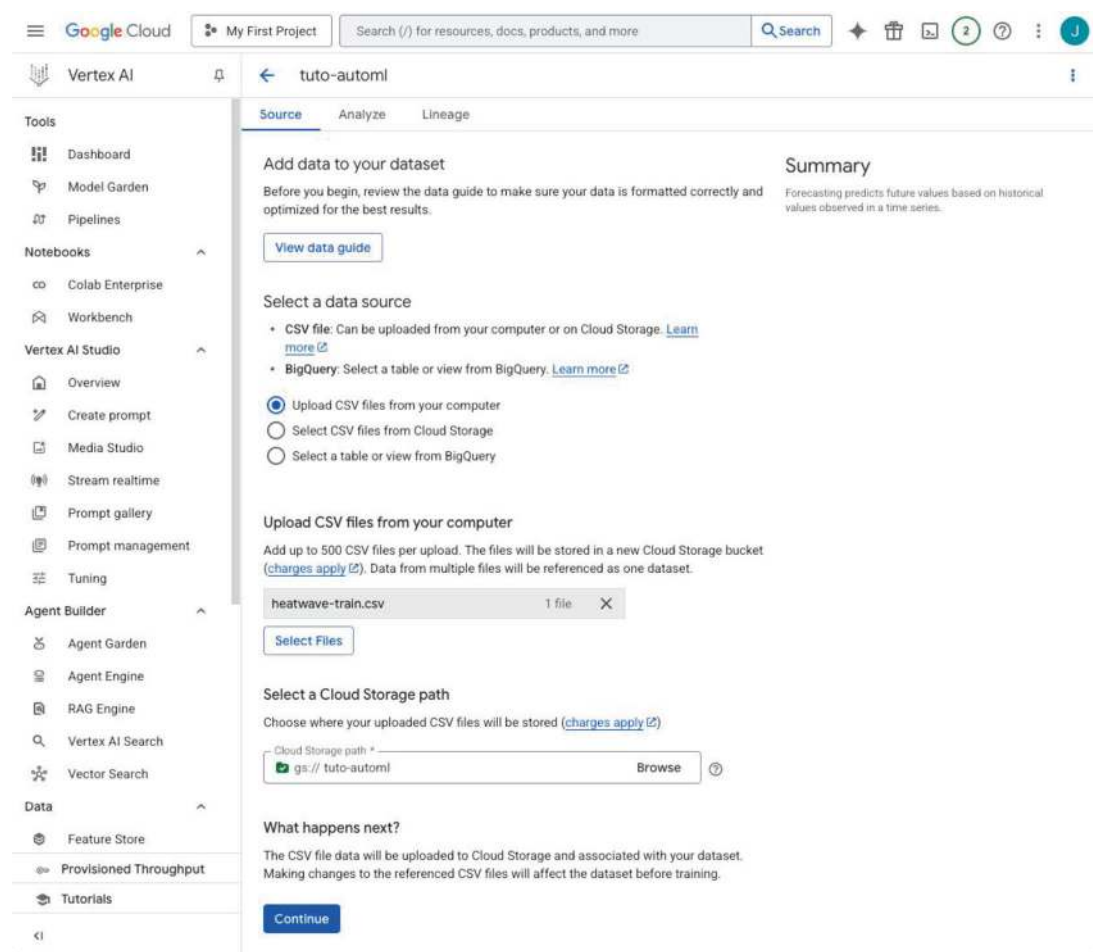 Google Cloud
My First Project
Search (/) for resources, docs, products, and more
Search
2
J
Vertex AI
tuto-automl
Source
Analyze
Lineage
Tools
Dashboard
Model Garden
Pipelines
Notebooks
Colab Enterprise
Workbench
Vertex AI Studio
Overview
Create prompt
Media Studio
Stream realtime
Prompt gallery
Prompt management
Tuning
Agent Builder
Agent Garden
Agent Engine
RAG Engine
Vertex AI Search
Vector Search
Data
Feature Store
Provisioned Throughput
Tutorials
Add data to your dataset
Before you begin, review the data guide to make sure your data is formatted correctly and
optimized for the best results.
View data guide
Select a data source
• CSV file: Can be uploaded from your computer or on Cloud Storage. Learn
more
• BigQuery: Select a table or view from BigQuery. Learn more
Upload CSV files from your computer
Select CSV files from Cloud Storage
Select a table or view from BigQuery
Upload CSV files from your computer
Add up to 500 CSV files per upload. The files will be stored in a new Cloud Storage bucket
(charges apply). Data from multiple files will be referenced as one dataset.
heatwave-train.csv 1 file
Select Files
Select a Cloud Storage path
Choose where your uploaded CSV files will be stored (charges apply)
Cloud Storage path *
gs:// tuto-automl Browse
What happens next?
The CSV file data will be uploaded to Cloud Storage and associated with your dataset.
Making changes to the referenced CSV files will affect the dataset before training.
Continue
Summary
Forecasting predicts future values based on historical
values observed in a time series.